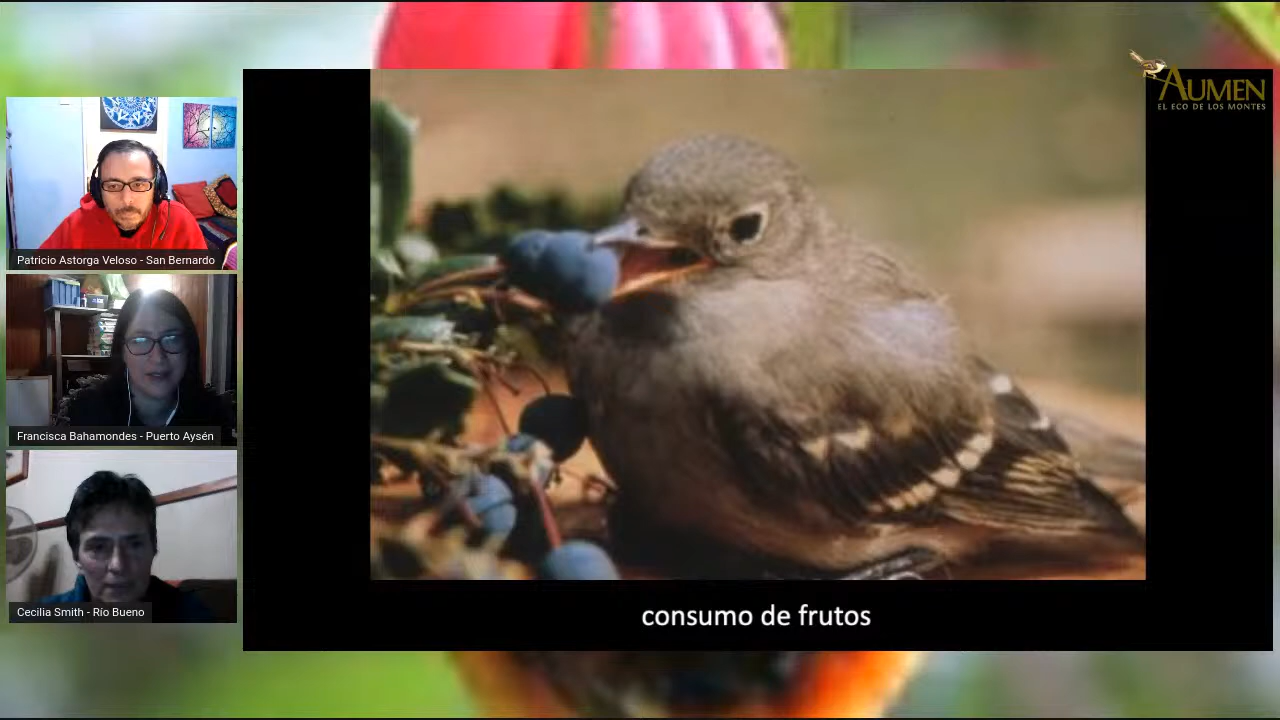 AUMEN
EL ECO DE LOS MONTES
Patricio Astorga Veloso - San Bernardo
Francisca Bahamondes - Puerto Aysén
Cecilia Smith - Río Bueno
consumo de frutos